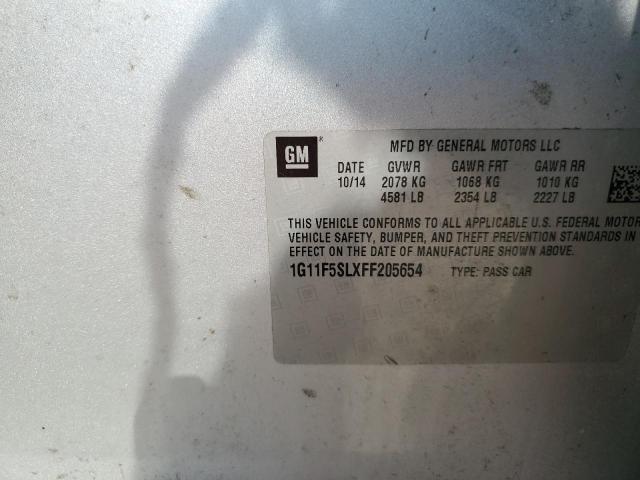 GM
MFD BY GENERAL MOTORS LLC
DATE GVWR GAWR FRT GAWR RR
10/14 2078 KG 1068 KG 1010 KG
4581 LB 2354 LB 2227 LB
THIS VEHICLE CONFORMS TO ALL APPLICABLE U.S. FEDERAL MOTOR
VEHICLE SAFETY, BUMPER, AND THEFT PREVENTION STANDARDS IN
EFFECT ON THE DATE OF MANUFACTURE SHOWN ABOVE.
1G11F5SLXFF205654 TYPE: PASS CAR